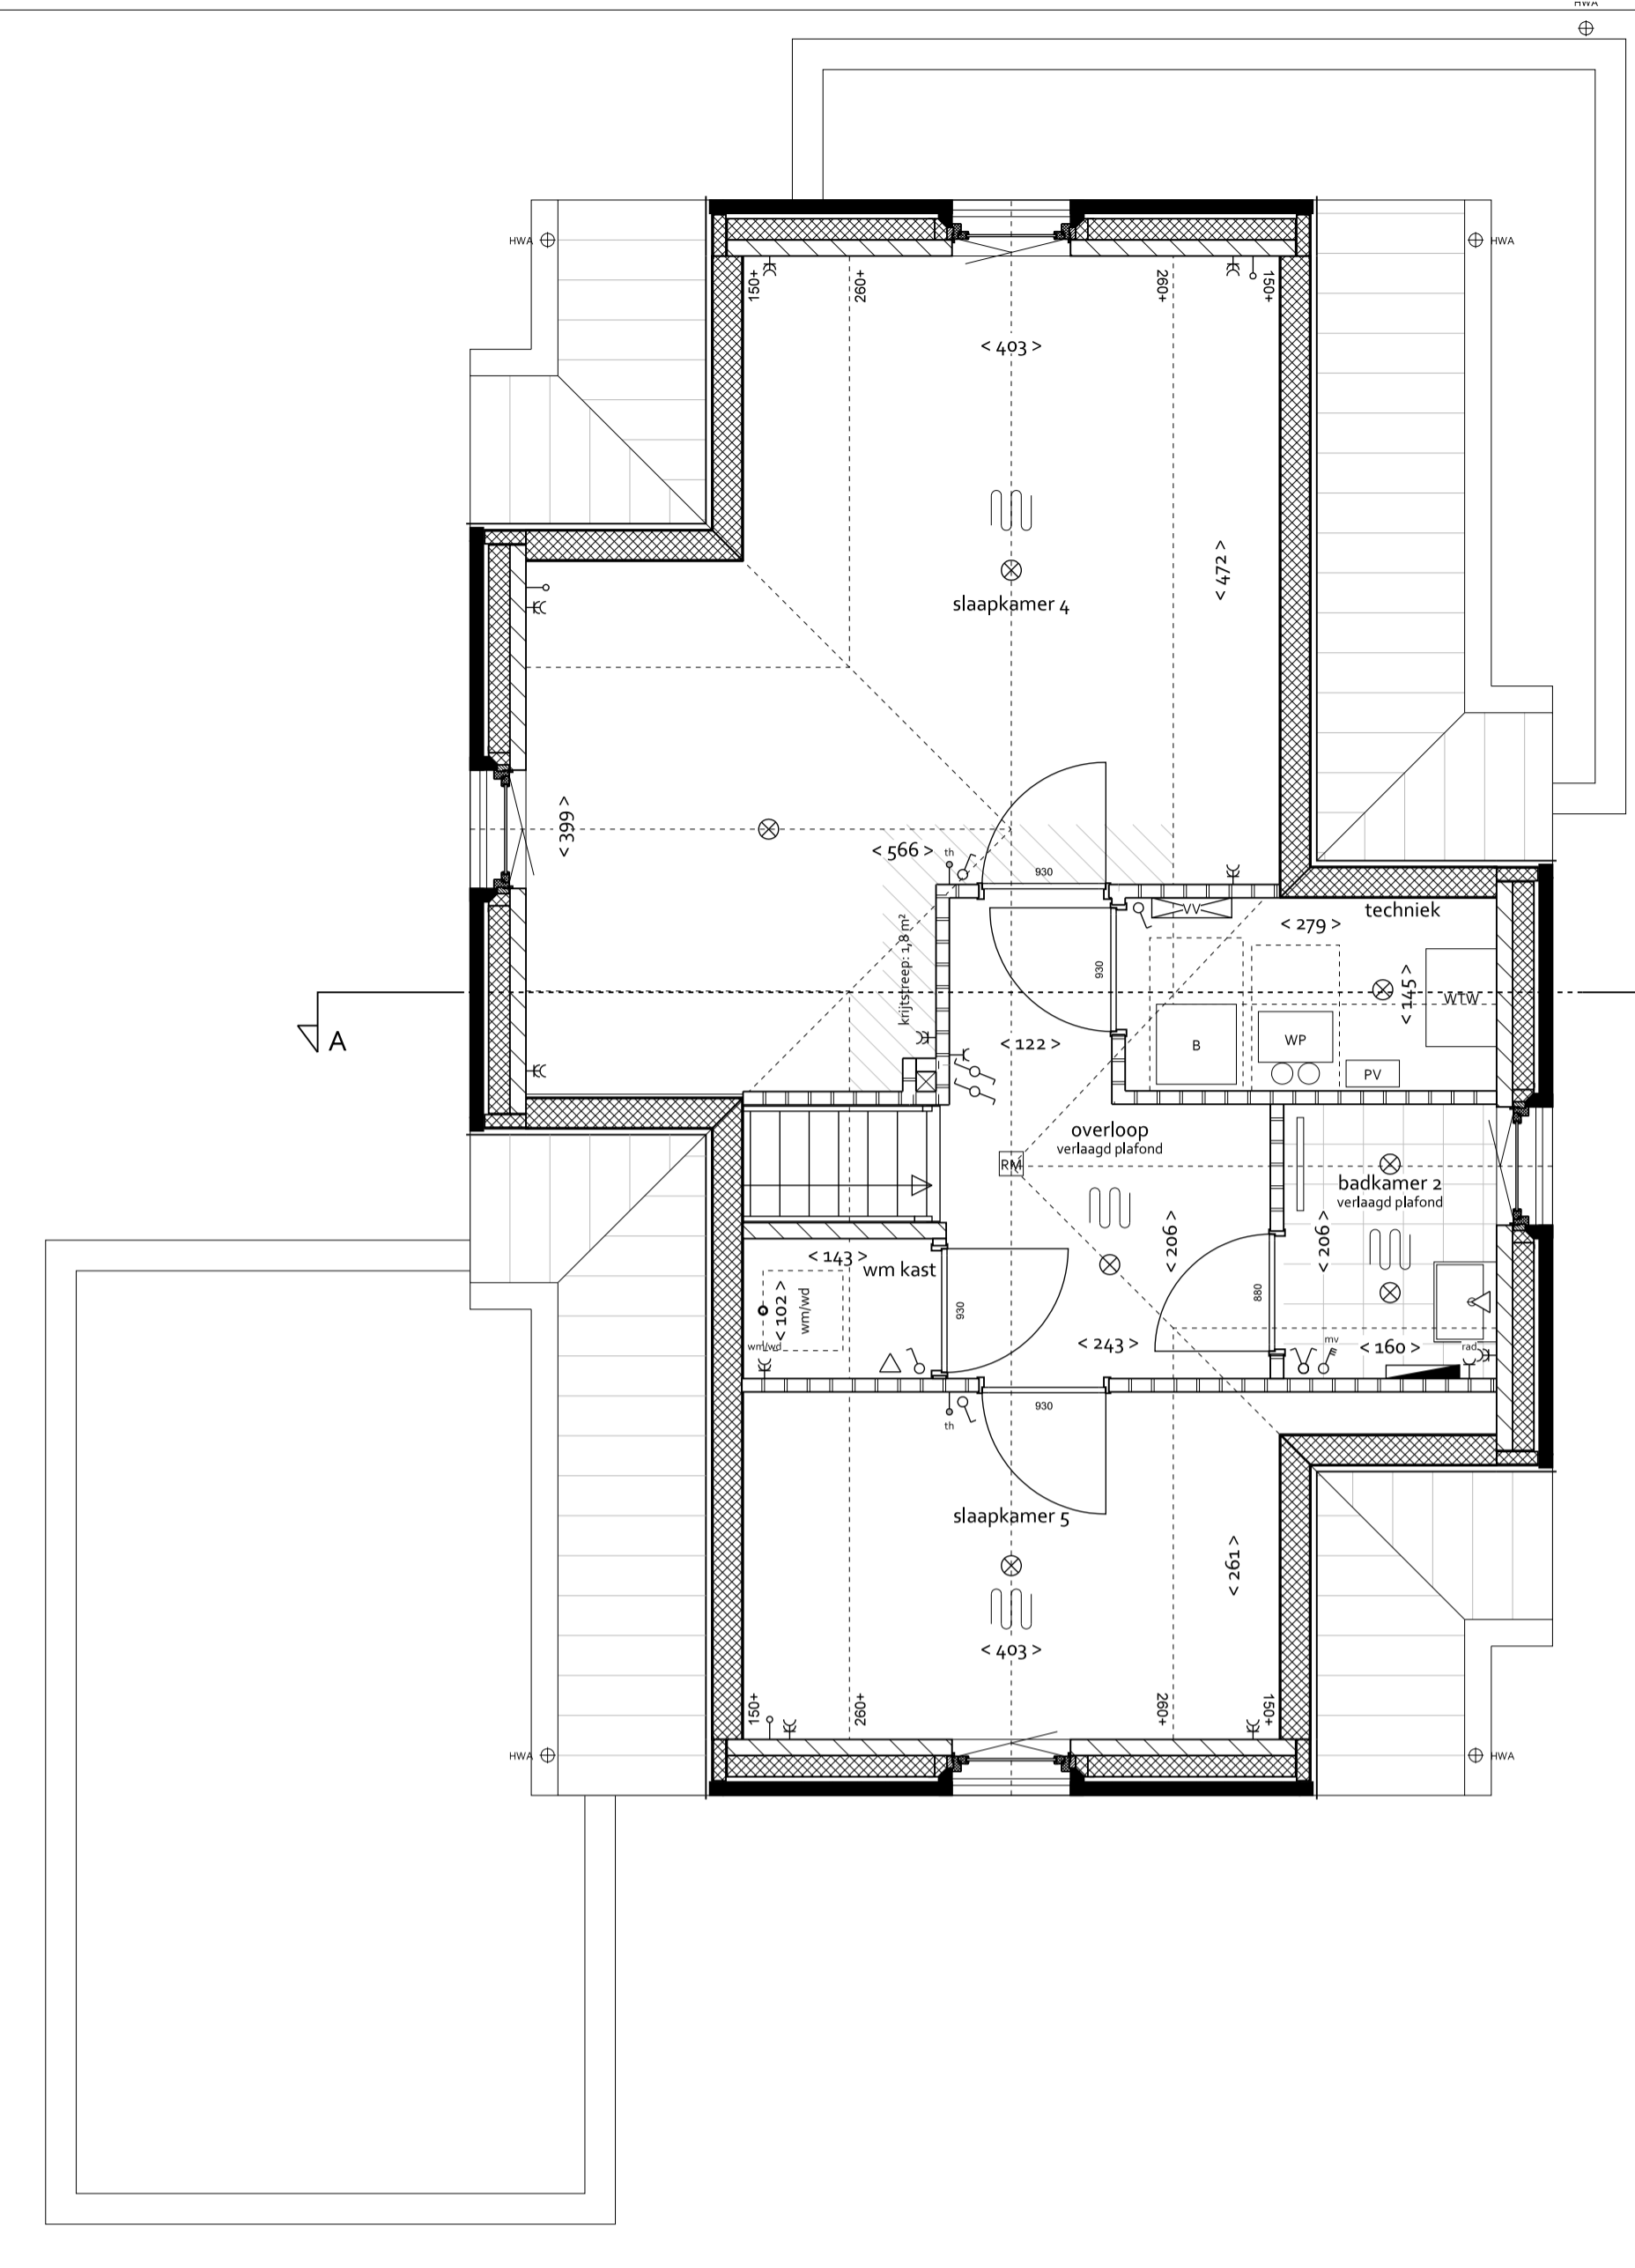 HWA
HWA
HWA
150+
260+
260+
150+
< 403 >
< 472 >
slaapkamer 4
< 399 >
< 566 >
th
930
krijtstreep: 1,8 m²
VV
techniek
< 279 >
930
< 145 >
WTW
A
< 122 >
B
WP
PV
overloop
verlaagd plafond
RM
badkamer 2
verlaagd plafond
< 206 >
< 206 >
< 143 >
wm kast
< 102 >
wm/wd
wm/wd
930
880
< 243 >
mv
< 160 >
rad
th
930
slaapkamer 5
< 261 >
< 403 >
150+
260+
260+
150+
HWA
HWA